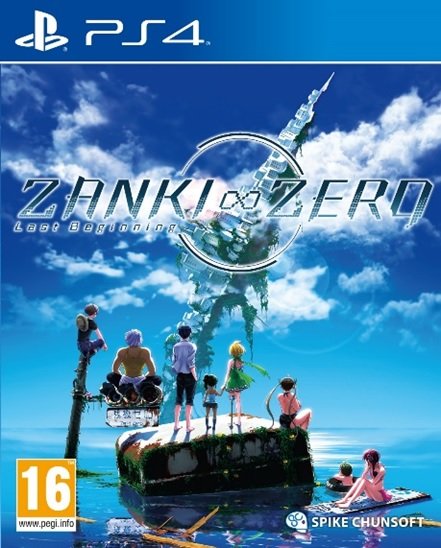 PS4
ZANKI ∞ ZERO
Last Beginning
16
www.pegi.info
SPIKE CHUNSOFT